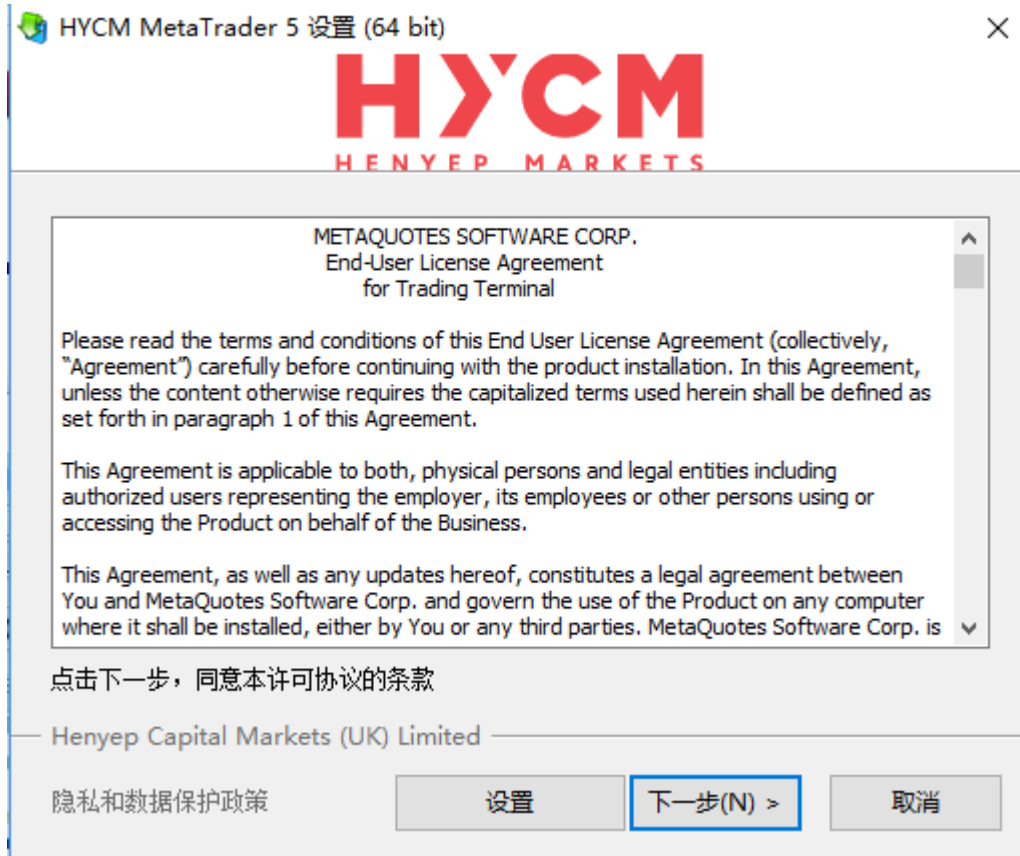 HYCM MetaTrader 5 设置 (64 bit)
HYCM
HENYEP MARKETS
METAQUOTES SOFTWARE CORP.
End-User License Agreement
for Trading Terminal
Please read the terms and conditions of this End User License Agreement (collectively,
“Agreement”) carefully before continuing with the product installation. In this Agreement,
unless the content otherwise requires the capitalized terms used herein shall be defined as
set forth in paragraph 1 of this Agreement.
This Agreement is applicable to both, physical persons and legal entities including
authorized users representing the employer, its employees or other persons using or
accessing the Product on behalf of the Business.
This Agreement, as well as any updates hereof, constitutes a legal agreement between
You and MetaQuotes Software Corp. and govern the use of the Product on any computer
where it shall be installed, either by You or any third parties. MetaQuotes Software Corp. is
点击下一步，同意本许可协议的条款
Henyep Capital Markets (UK) Limited
隐私和数据保护政策
设置
下一步(N) >
取消